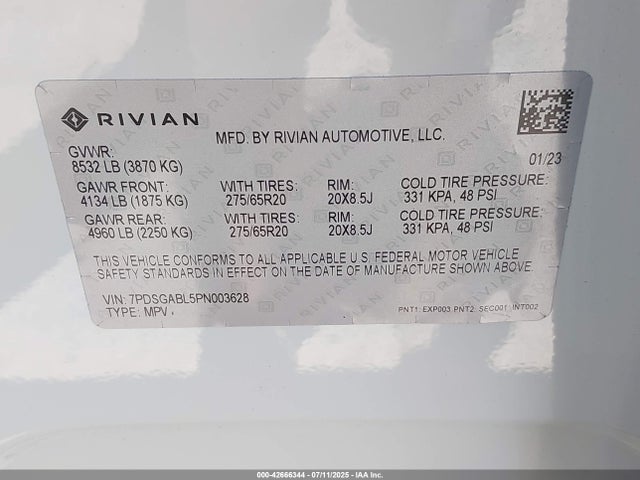 RIVIAN
MFD. BY RIVIAN AUTOMOTIVE, LLC.
GVWR:
8532 LB (3870 KG)
01/23
GAWR FRONT: WITH TIRES: RIM: COLD TIRE PRESSURE:
4134 LB (1875 KG) 275/65R20 20X8.5J 331 KPA, 48 PSI
GAWR REAR: WITH TIRES: RIM: COLD TIRE PRESSURE:
4960 LB (2250 KG) 275/65R20 20X8.5J 331 KPA, 48 PSI
THIS VEHICLE CONFORMS TO ALL APPLICABLE U.S. FEDERAL MOTOR VEHICLE
SAFETY STANDARDS IN EFFECT ON THE DATE OF MANUFACTURE SHOWN ABOVE.
VIN: 7PDSGABL5PN003628
TYPE: MPV
PNT1: EXP003 PNT2: SEC001 INT002
000-42666344 - 07/11/2025 - IAAI Inc.